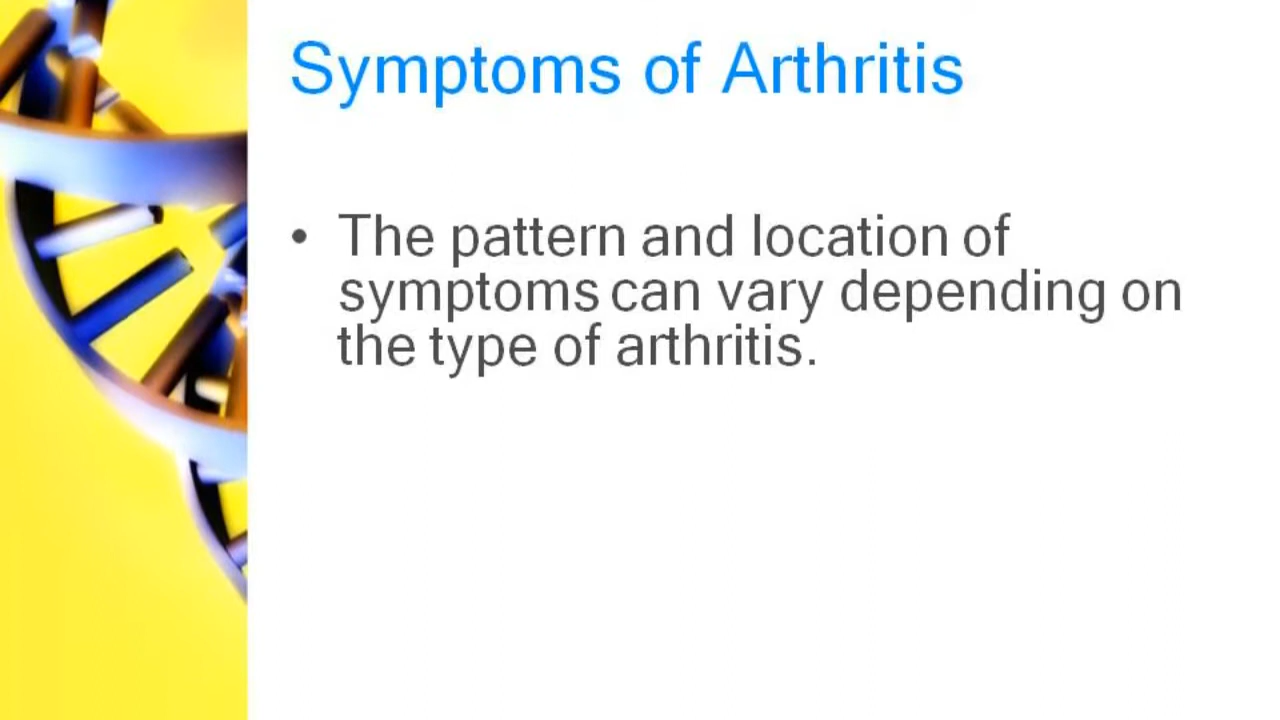 Symptoms of Arthritis
• The pattern and location of
symptoms can vary depending on
the type of arthritis.